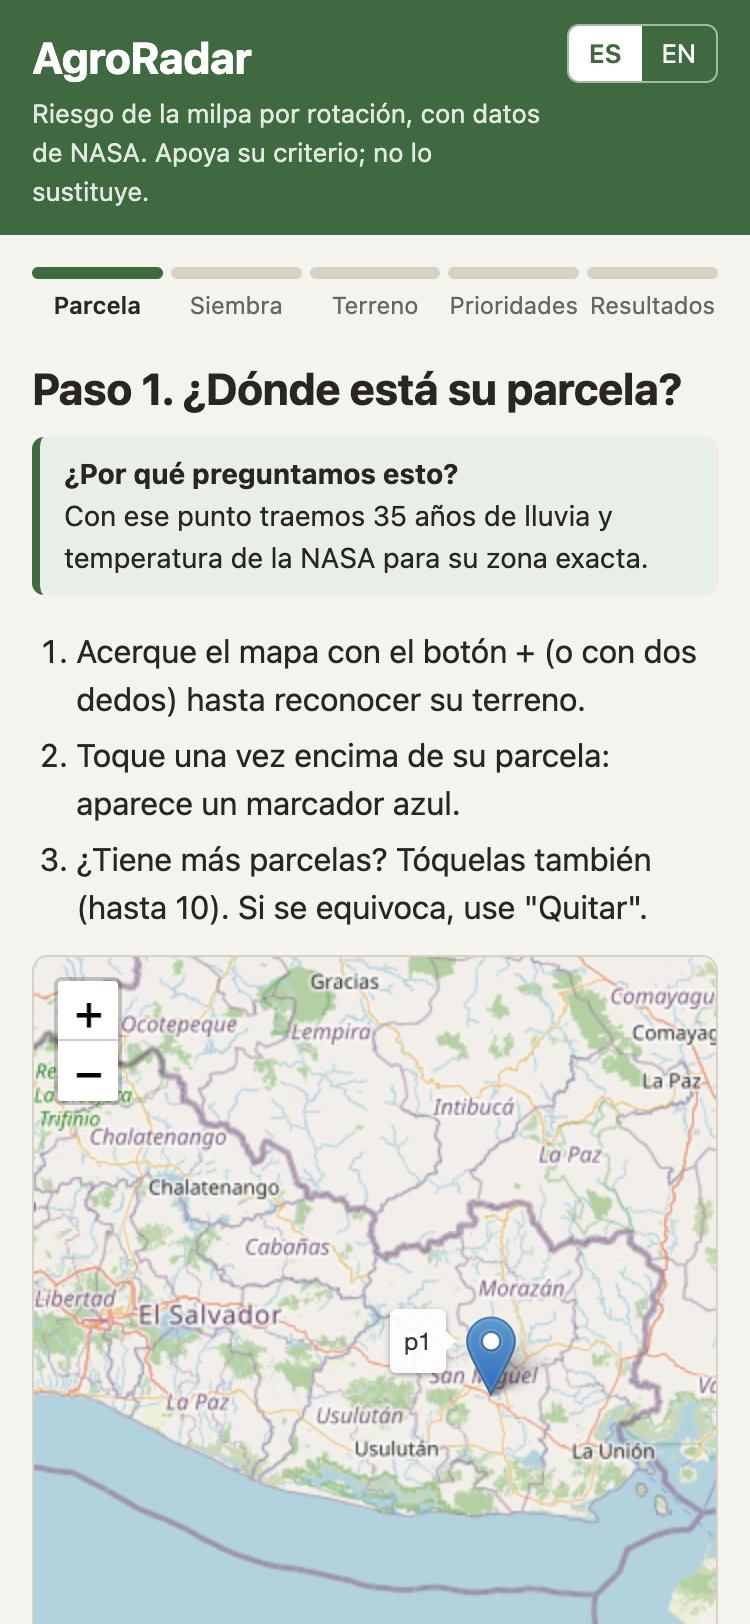 AgroRadar
ES EN
Riesgo de la milpa por rotación, con datos
de NASA. Apoya su criterio; no lo
sustituye.
Parcela Siembra Terreno Prioridades Resultados
Paso 1. ¿Dónde está su parcela?
¿Por qué preguntamos esto?
Con ese punto traemos 35 años de lluvia y
temperatura de la NASA para su zona exacta.
1. Acerque el mapa con el botón + (o con dos
dedos) hasta reconocer su terreno.
2. Toque una vez encima de su parcela:
aparece un marcador azul.
3. ¿Tiene más parcelas? Tóquelas también
(hasta 10). Si se equivoca, use "Quitar".
Gracias
Comayagu
+
Ocotepeque
Lempira
Comayag
Re
−
La Paz
La
Trifinio
Intibucá
Chalatenango
La Paz
Chalatenango
Cabañas
Morazán
Libertad
El Salvador
p1
La Paz
Usulután
Usulután
La Unión